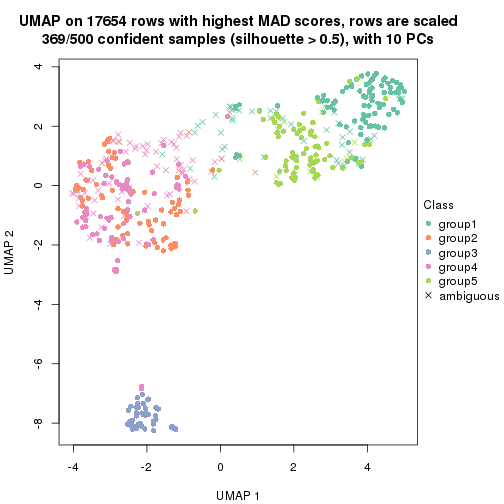 UMAP on 17654 rows with highest MAD scores, rows are scaled
369/500 confident samples (silhouette > 0.5), with 10 PCs
4
2
0
-2
-4
-6
-8
UMAP 2
-4 -2 0 2 4
UMAP 1
Class
group1
group2
group3
group4
group5
ambiguous